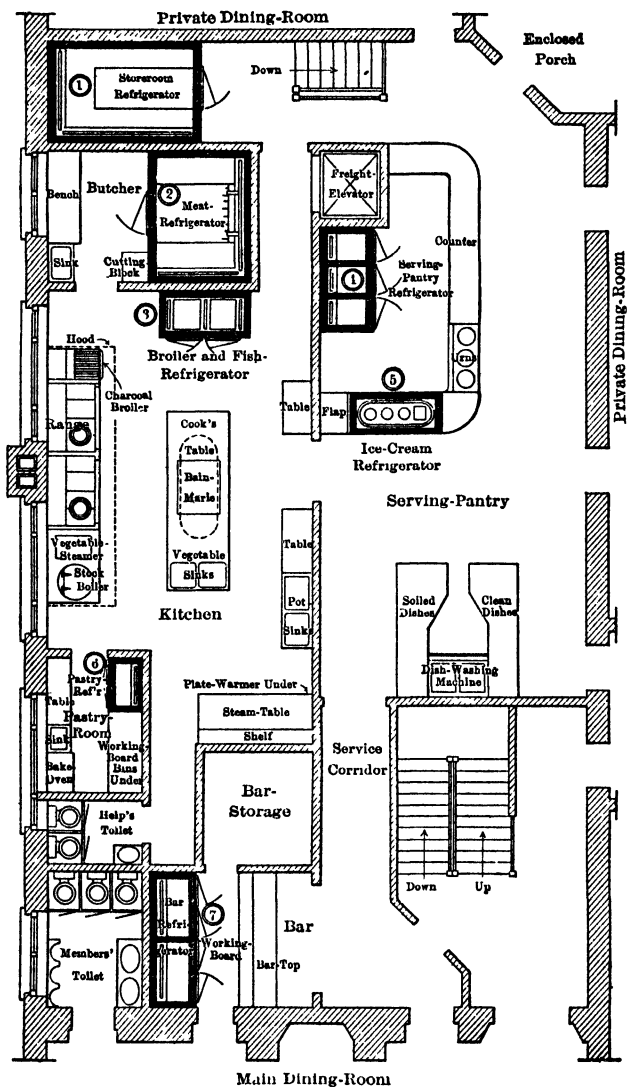 Private Dining-Room
Enclosed
Porch
1
Storeroom
Refrigerator
Down
Bench
Butcher
2
Meat-
Refrigerator
Freight-
Elevator
Counter
Sink
Cutting
Block
4
Serving-
Pantry
Refrigerator
Private Dining-Room
3
Hood
Broiler and Fish-
Refrigerator
Urns
Charcoal
Broiler
5
Range
Cook's
Table
Table
Flap
Ice-Cream
Refrigerator
Bain-
Marie
Serving-Pantry
Vegetable-
Steamer
Stock
Boiler
Vegetable
Sinks
Table
Soiled
Dishes
Clean
Dishes
Pot
Sinks
Kitchen
6
Pastry-
Ref'r
Dish-Washing
Machine
Plate-Warmer Under
Table
Pastry-
Room
Steam-Table
Sink
Shelf
Working-
Board
Bins
Under
Service
Corridor
Bake
Oven
Bar-
Storage
Help's
Toilet
Down
Up
Bar
Refri-
gerator
7
Bar
Working-
Board
Members'
Toilet
Bar-Top
Main Dining-Room